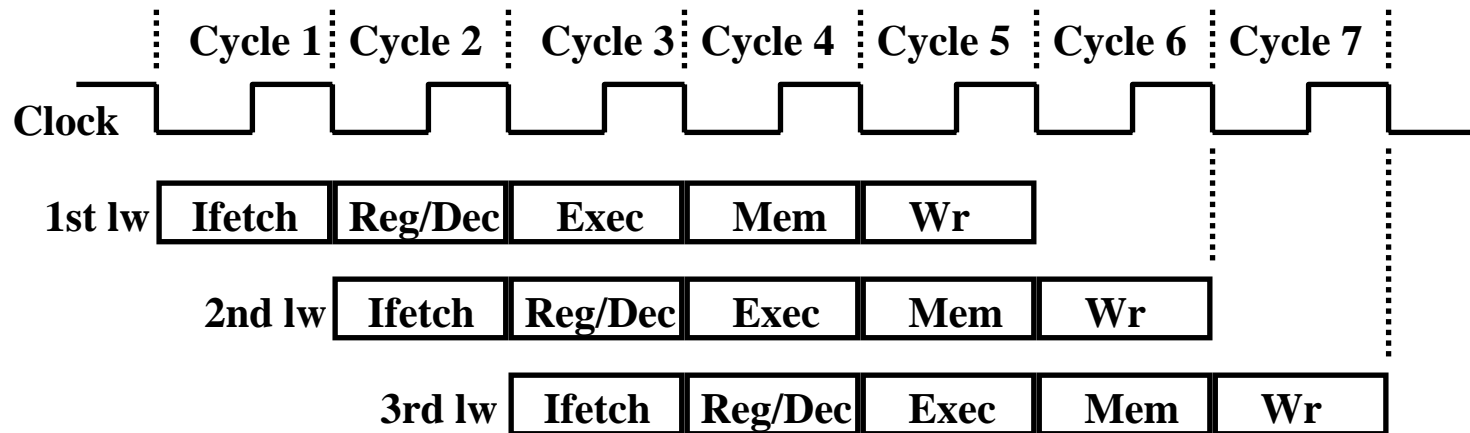 Cycle 1 Cycle 2 Cycle 3 Cycle 4 Cycle 5 Cycle 6 Cycle 7
Clock
1st lw Ifetch Reg/Dec Exec Mem Wr
2nd lw Ifetch Reg/Dec Exec Mem Wr
3rd lw Ifetch Reg/Dec Exec Mem Wr